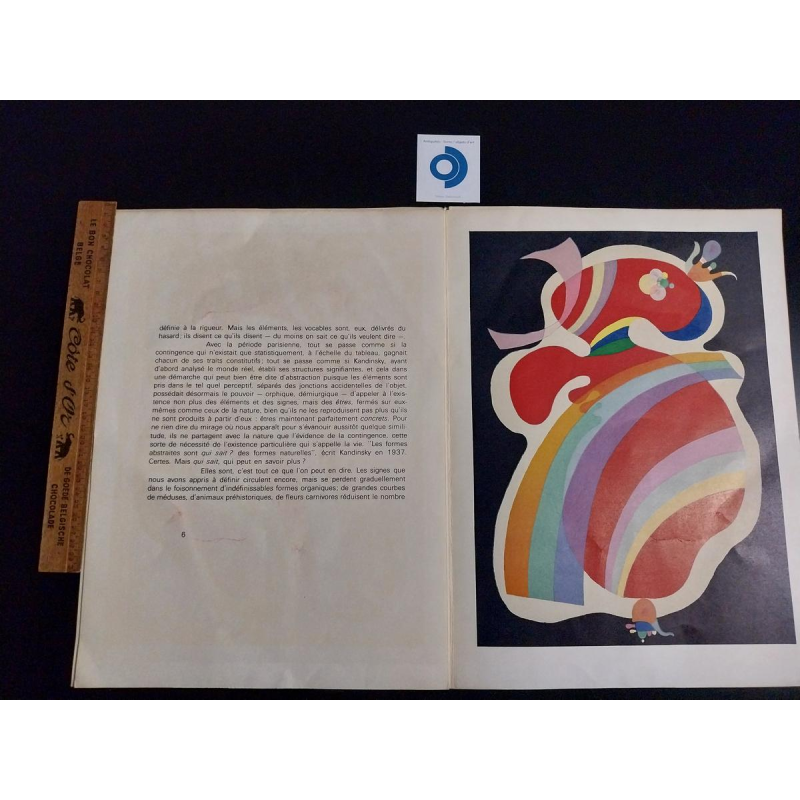 LE BON CHOCOLAT
BELGE
Côte d'Or
DE GOEDE BELGISCHE
CHOCOLADE
définie à la rigueur. Mais les éléments, les vocables sont, eux, délivrés du
hasard ; ils disent ce qu'ils disent — du moins on sait ce qu'ils veulent dire —.
Avec la période parisienne, tout se passe comme si la
contingence qui n'existait que statistiquement, à l'échelle du tableau, gagnait
chacun de ses traits constitutifs ; tout se passe comme si Kandinsky, ayant
d'abord analysé le monde réel, établi ses structures signifiantes, et cela dans
une démarche qui peut bien être dite d'abstraction puisque les éléments sont
pris dans le tel quel perceptif, séparés des jonctions accidentelles de l'objet,
possédait désormais le pouvoir — orphique, démiurgique — d'appeler à l'exis-
tence non plus des éléments et des signes, mais des êtres, fermés sur eux-
mêmes comme ceux de la nature, bien qu'ils ne les reproduisent pas plus qu'ils
ne sont produits à partir d'eux : êtres maintenant parfaitement concrets. Pour
ne rien dire du mirage où nous apparaît pour s'évanouir aussitôt quelque simili-
tude, ils ne partagent avec la nature que l'évidence de la contingence, cette
sorte de nécessité de l'existence particulière qui s'appelle la vie. "Les formes
abstraites sont qui sait ? des formes naturelles", écrit Kandinsky en 1937.
Certes. Mais qui sait, qui peut en savoir plus ?
Elles sont, c'est tout ce que l'on peut en dire. Les signes que
nous avons appris à définir circulent encore, mais se perdent graduellement
dans le foisonnement d'indéfinissables formes organiques; de grandes courbes
de méduses, d'animaux préhistoriques, de fleurs carnivores réduisent le nombre
6